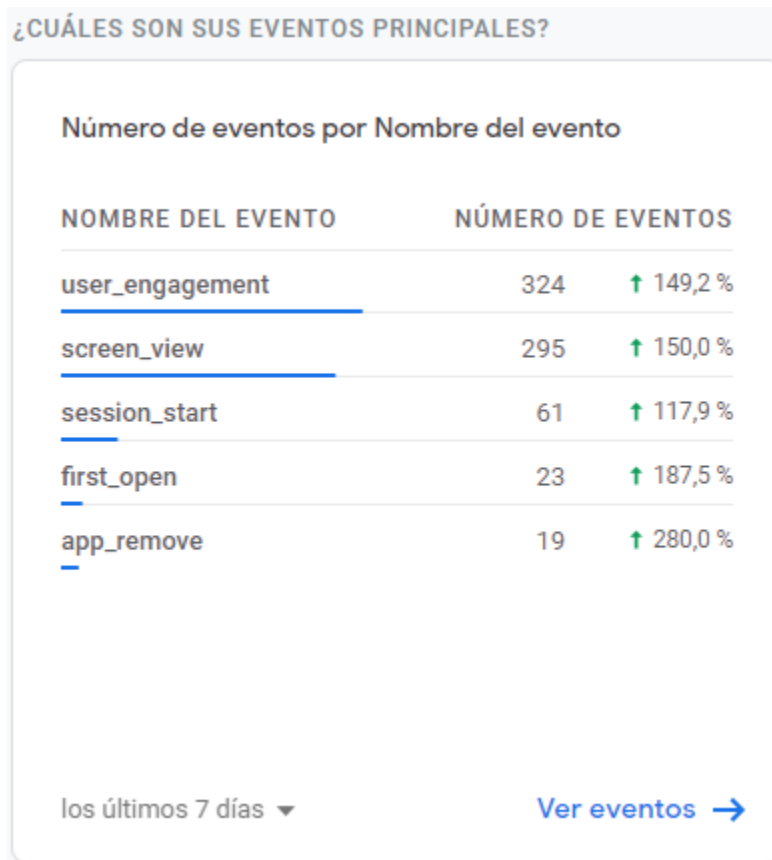 ¿CUÁLES SON SUS EVENTOS PRINCIPALES?
Número de eventos por Nombre del evento
NOMBRE DEL EVENTO NÚMERO DE EVENTOS
user_engagement 324 ↑ 149,2 %
screen_view 295 ↑ 150,0 %
session_start 61 ↑ 117,9 %
first_open 23 ↑ 187,5 %
app_remove 19 ↑ 280,0 %
los últimos 7 días Ver eventos →